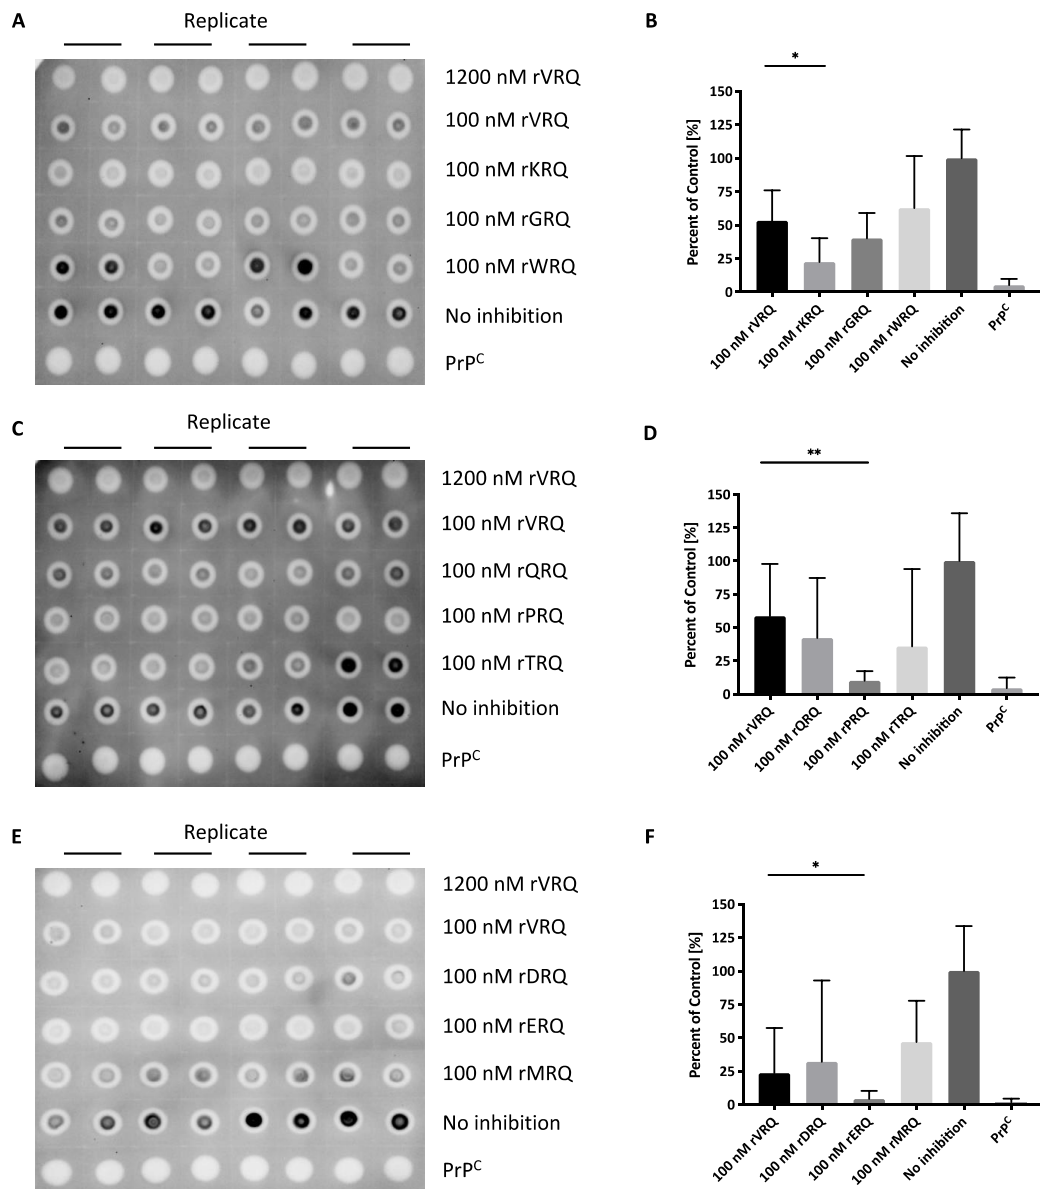 A
Replicate
1200 nM rVRQ
100 nM rVRQ
100 nM rKRQ
100 nM rGRQ
100 nM rWRQ
No inhibition
PrPC
B
*
Percent of Control [%]
150
125
100
75
50
25
0
100 nM rVRQ
100 nM rKRQ
100 nM rGRQ
100 nM rWRQ
No inhibition
PrPC
C
Replicate
1200 nM rVRQ
100 nM rVRQ
100 nM rQRQ
100 nM rPRQ
100 nM rTRQ
No inhibition
PrPC
D
**
Percent of Control [%]
150
125
100
75
50
25
0
100 nM rVRQ
100 nM rQRQ
100 nM rPRQ
100 nM rTRQ
No inhibition
PrPC
E
Replicate
1200 nM rVRQ
100 nM rVRQ
100 nM rDRQ
100 nM rERQ
100 nM rMRQ
No inhibition
PrPC
F
*
Percent of Control [%]
150
125
100
75
50
25
0
100 nM rVRQ
100 nM rDRQ
100 nM rERQ
100 nM rMRQ
No inhibition
PrPC